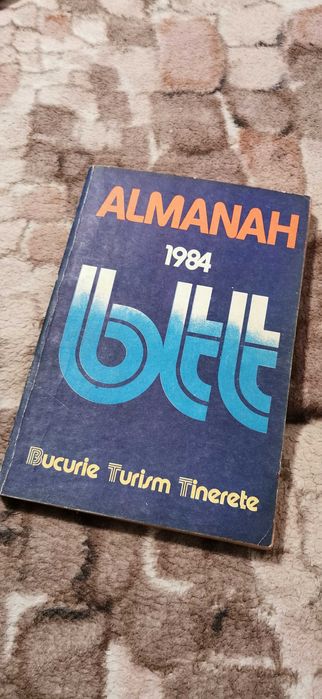 ALMANAH
1984
btt
Bucurie Turism Tinerete